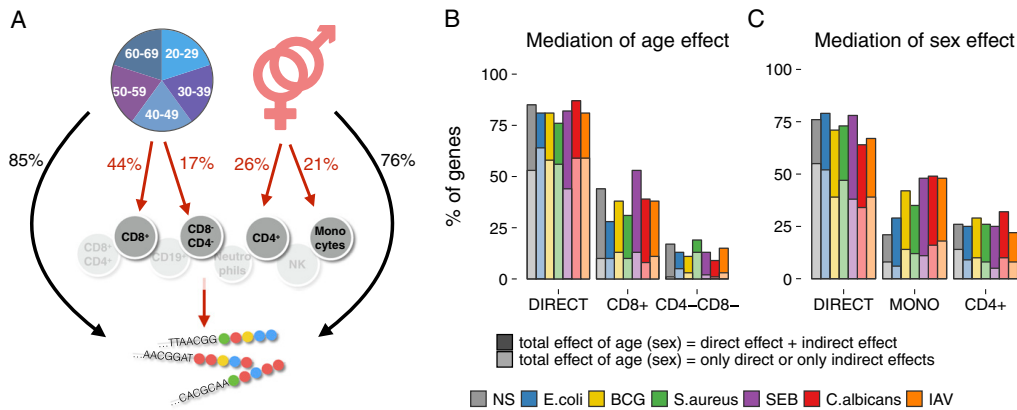 A
60-69 20-29
50-59 30-39
40-49
85% 44% 17% 26% 21% 76%
CD8+
CD4+
CD8+
CD19+
CD8-
CD4-
Neutro
phils
CD4+
NK
Mono
cytes
...TTAACGG
...AACGGAT
...CACGCAA
B
Mediation of age effect
% of genes
100
75
50
25
0
DIRECT CD8+ CD4−CD8−
C
Mediation of sex effect
100
75
50
25
0
DIRECT MONO CD4+
total effect of age (sex) = direct effect + indirect effect
total effect of age (sex) = only direct or only indirect effects
NS E.coli BCG S.aureus SEB C.albicans IAV